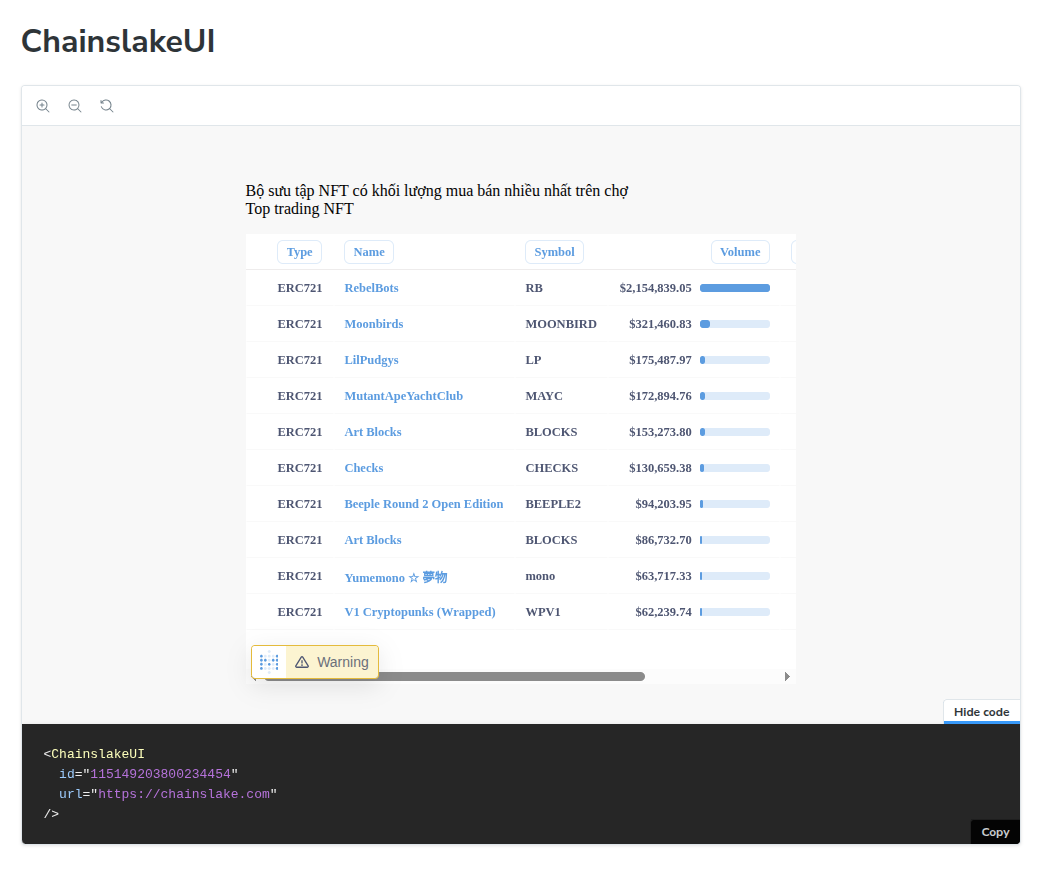 ChainslakeUI
Bộ sưu tập NFT có khối lượng mua bán nhiều nhất trên chợ
Top trading NFT
Type Name Symbol Volume
ERC721 RebelBots RB $2,154,839.05
ERC721 Moonbirds MOONBIRD $321,460.83
ERC721 LilPudgys LP $175,487.97
ERC721 MutantApeYachtClub MAYC $172,894.76
ERC721 Art Blocks BLOCKS $153,273.80
ERC721 Checks CHECKS $130,659.38
ERC721 Beeple Round 2 Open Edition BEEPLE2 $94,203.95
ERC721 Art Blocks BLOCKS $86,732.70
ERC721 Yumemono ☆ 夢物 mono $63,717.33
ERC721 V1 Cryptopunks (Wrapped) WPV1 $62,239.74
Warning
Hide code
<ChainslakeUI
id="115149203800234454"
url="https://chainslake.com"
/>
Copy